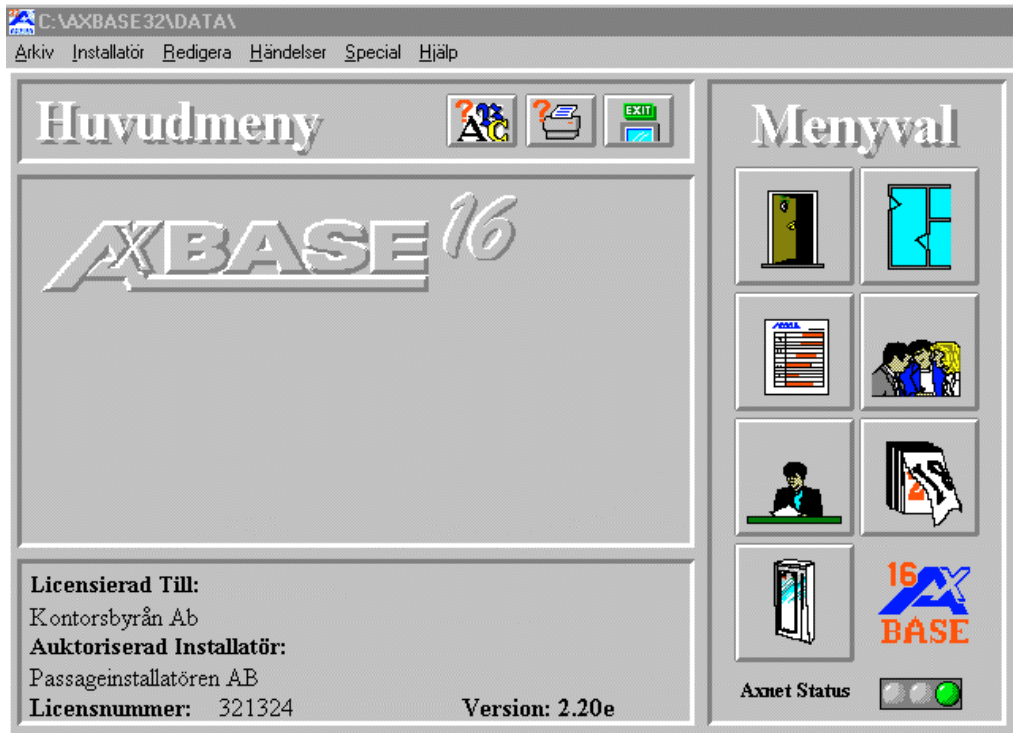 C:\AXBASE32\DATA\
Arkiv Installatör Redigera Händelser Special Hjälp
Huvudmeny
EXIT
Menyval
AXBASE 16
Licensierad Till:
Kontorsbyrån Ab
Auktoriserad Installatör:
Passageinstallatören AB
Licensnummer: 321324 Version: 2.20e
16 AX
BASE
Axnet Status